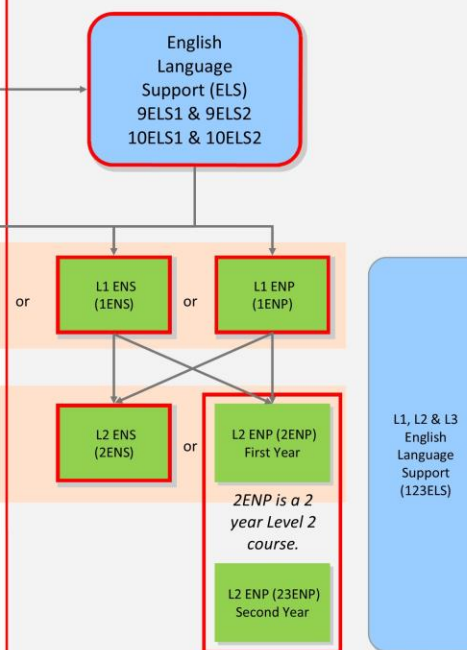 English
Language
Support (ELS)
9ELS1 & 9ELS2
10ELS1 & 10ELS2
or
L1 ENS
(1ENS)
or
L1 ENP
(1ENP)
L2 ENS
(2ENS)
or
L2 ENP (2ENP)
First Year
2ENP is a 2
year Level 2
course.
L2 ENP (23ENP)
Second Year
L1, L2 & L3
English
Language
Support
(123ELS)